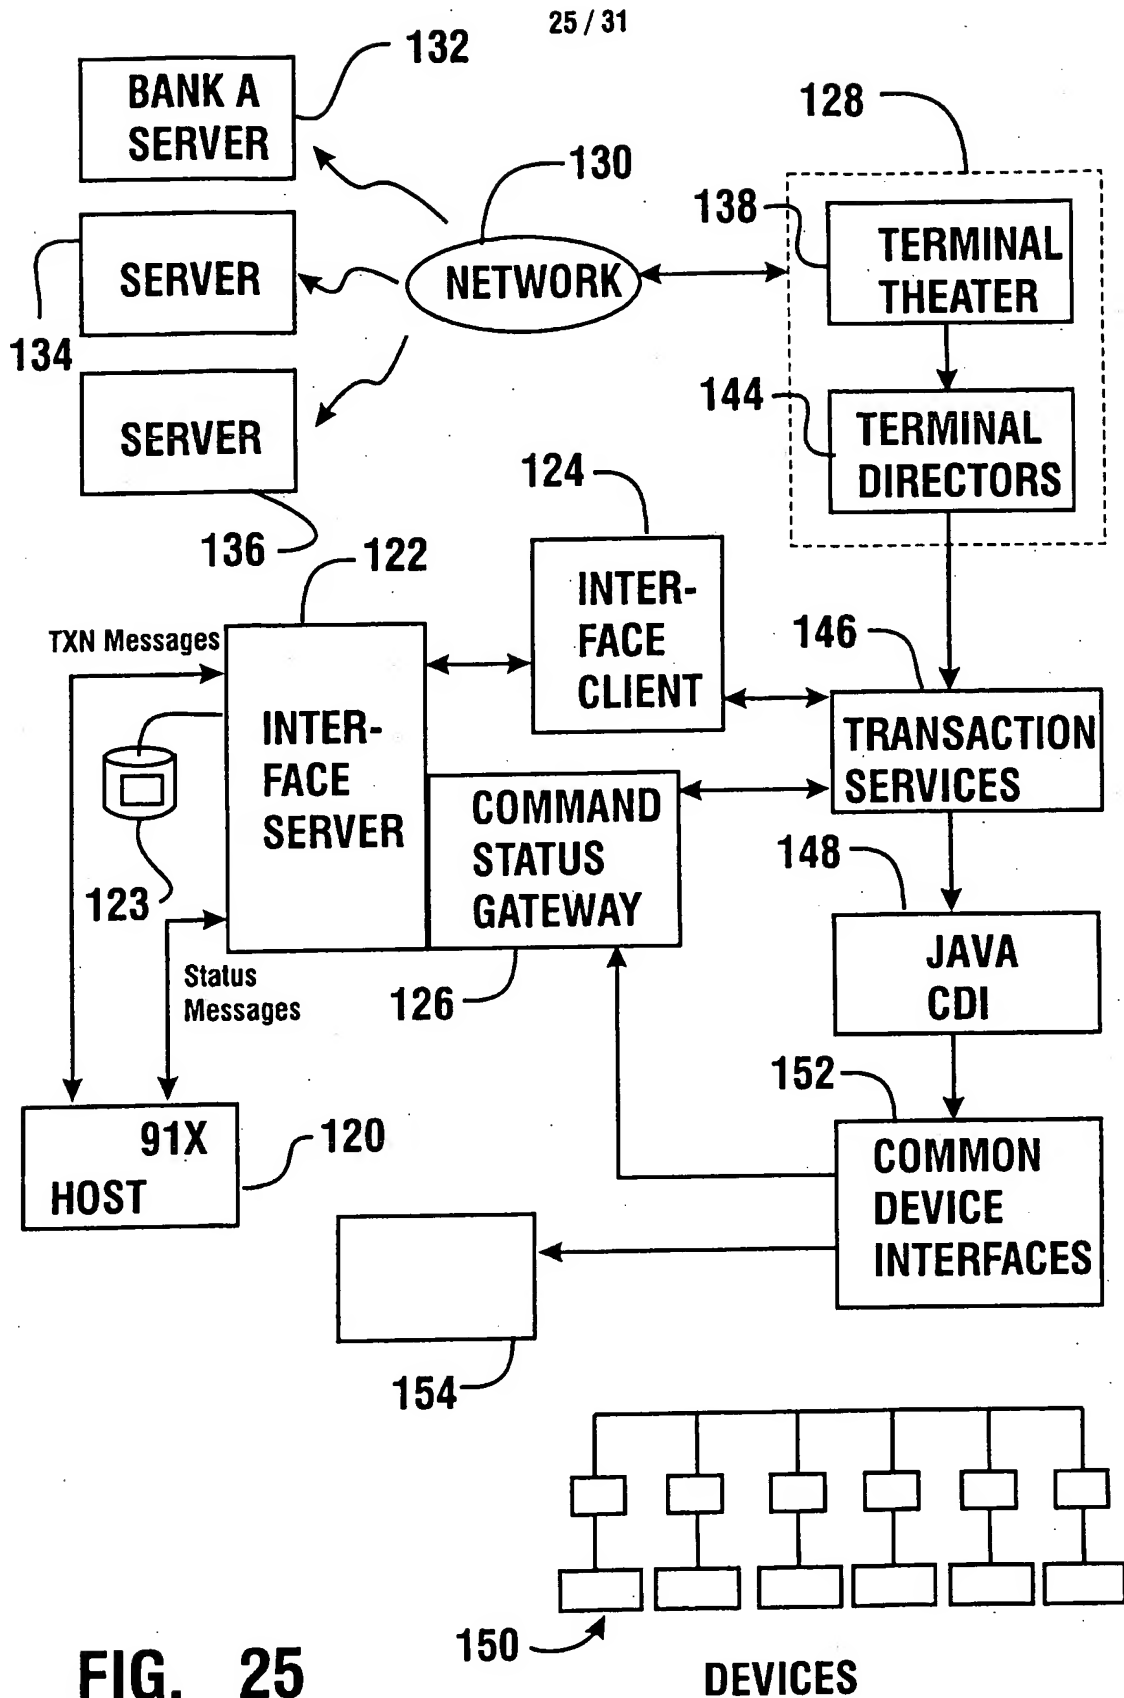 25 / 31
132
BANK A
SERVER
128
130
138
TERMINAL
THEATER
NETWORK
SERVER
134
144
TERMINAL
DIRECTORS
SERVER
124
136
122
INTER-
FACE
CLIENT
146
TXN Messages
TRANSACTION
SERVICES
INTER-
FACE
SERVER
COMMAND
STATUS
GATEWAY
148
123
JAVA
CDI
Status
Messages
126
152
91X
HOST
120
COMMON
DEVICE
INTERFACES
154
150
DEVICES
FIG. 25